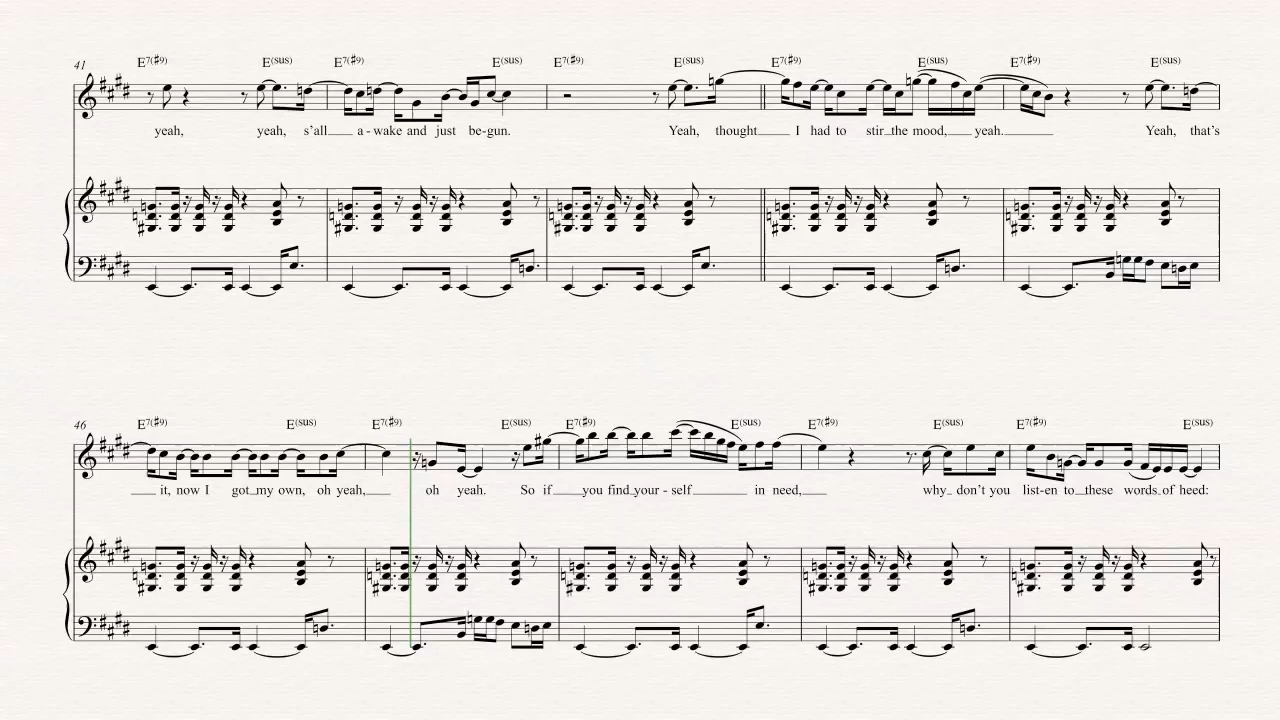 41 E7(♯9) E(sus) E7(♯9) E(sus) E7(♯9) E(sus) E7(♯9) E(sus) E7(♯9) E(sus)
yeah, yeah, s'all a - wake and just be-gun. Yeah, thought I had to stir the mood, yeah. Yeah, that's
46 E7(♯9) E(sus) E7(♯9) E(sus) E7(♯9) E(sus) E7(♯9) E(sus) E7(♯9) E(sus)
it, now I got my own, oh yeah, oh yeah. So if you find your - self in need, why don't you list-en to these words of heed: